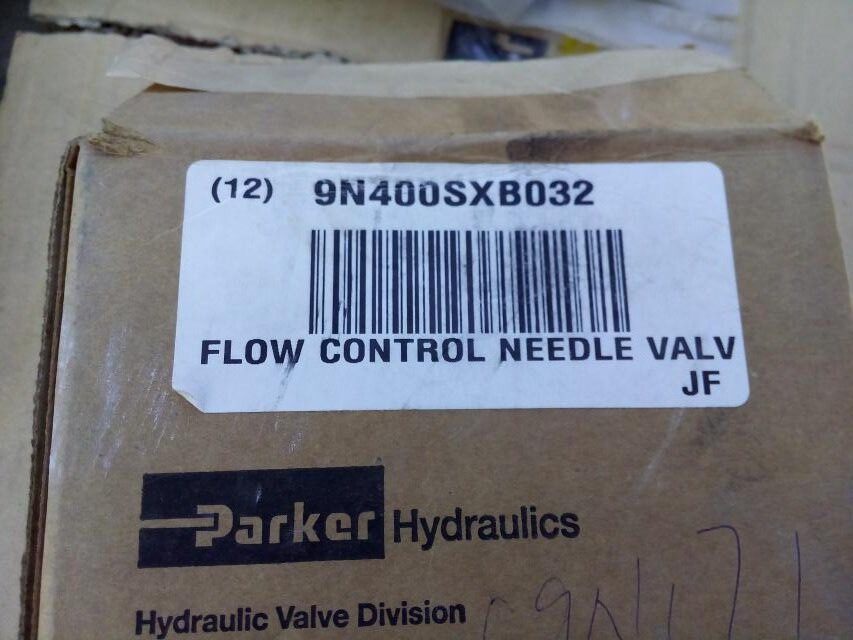 (12) 9N400SXB032
FLOW CONTROL NEEDLE VALV
JF
Parker Hydraulics
Hydraulic Valve Division